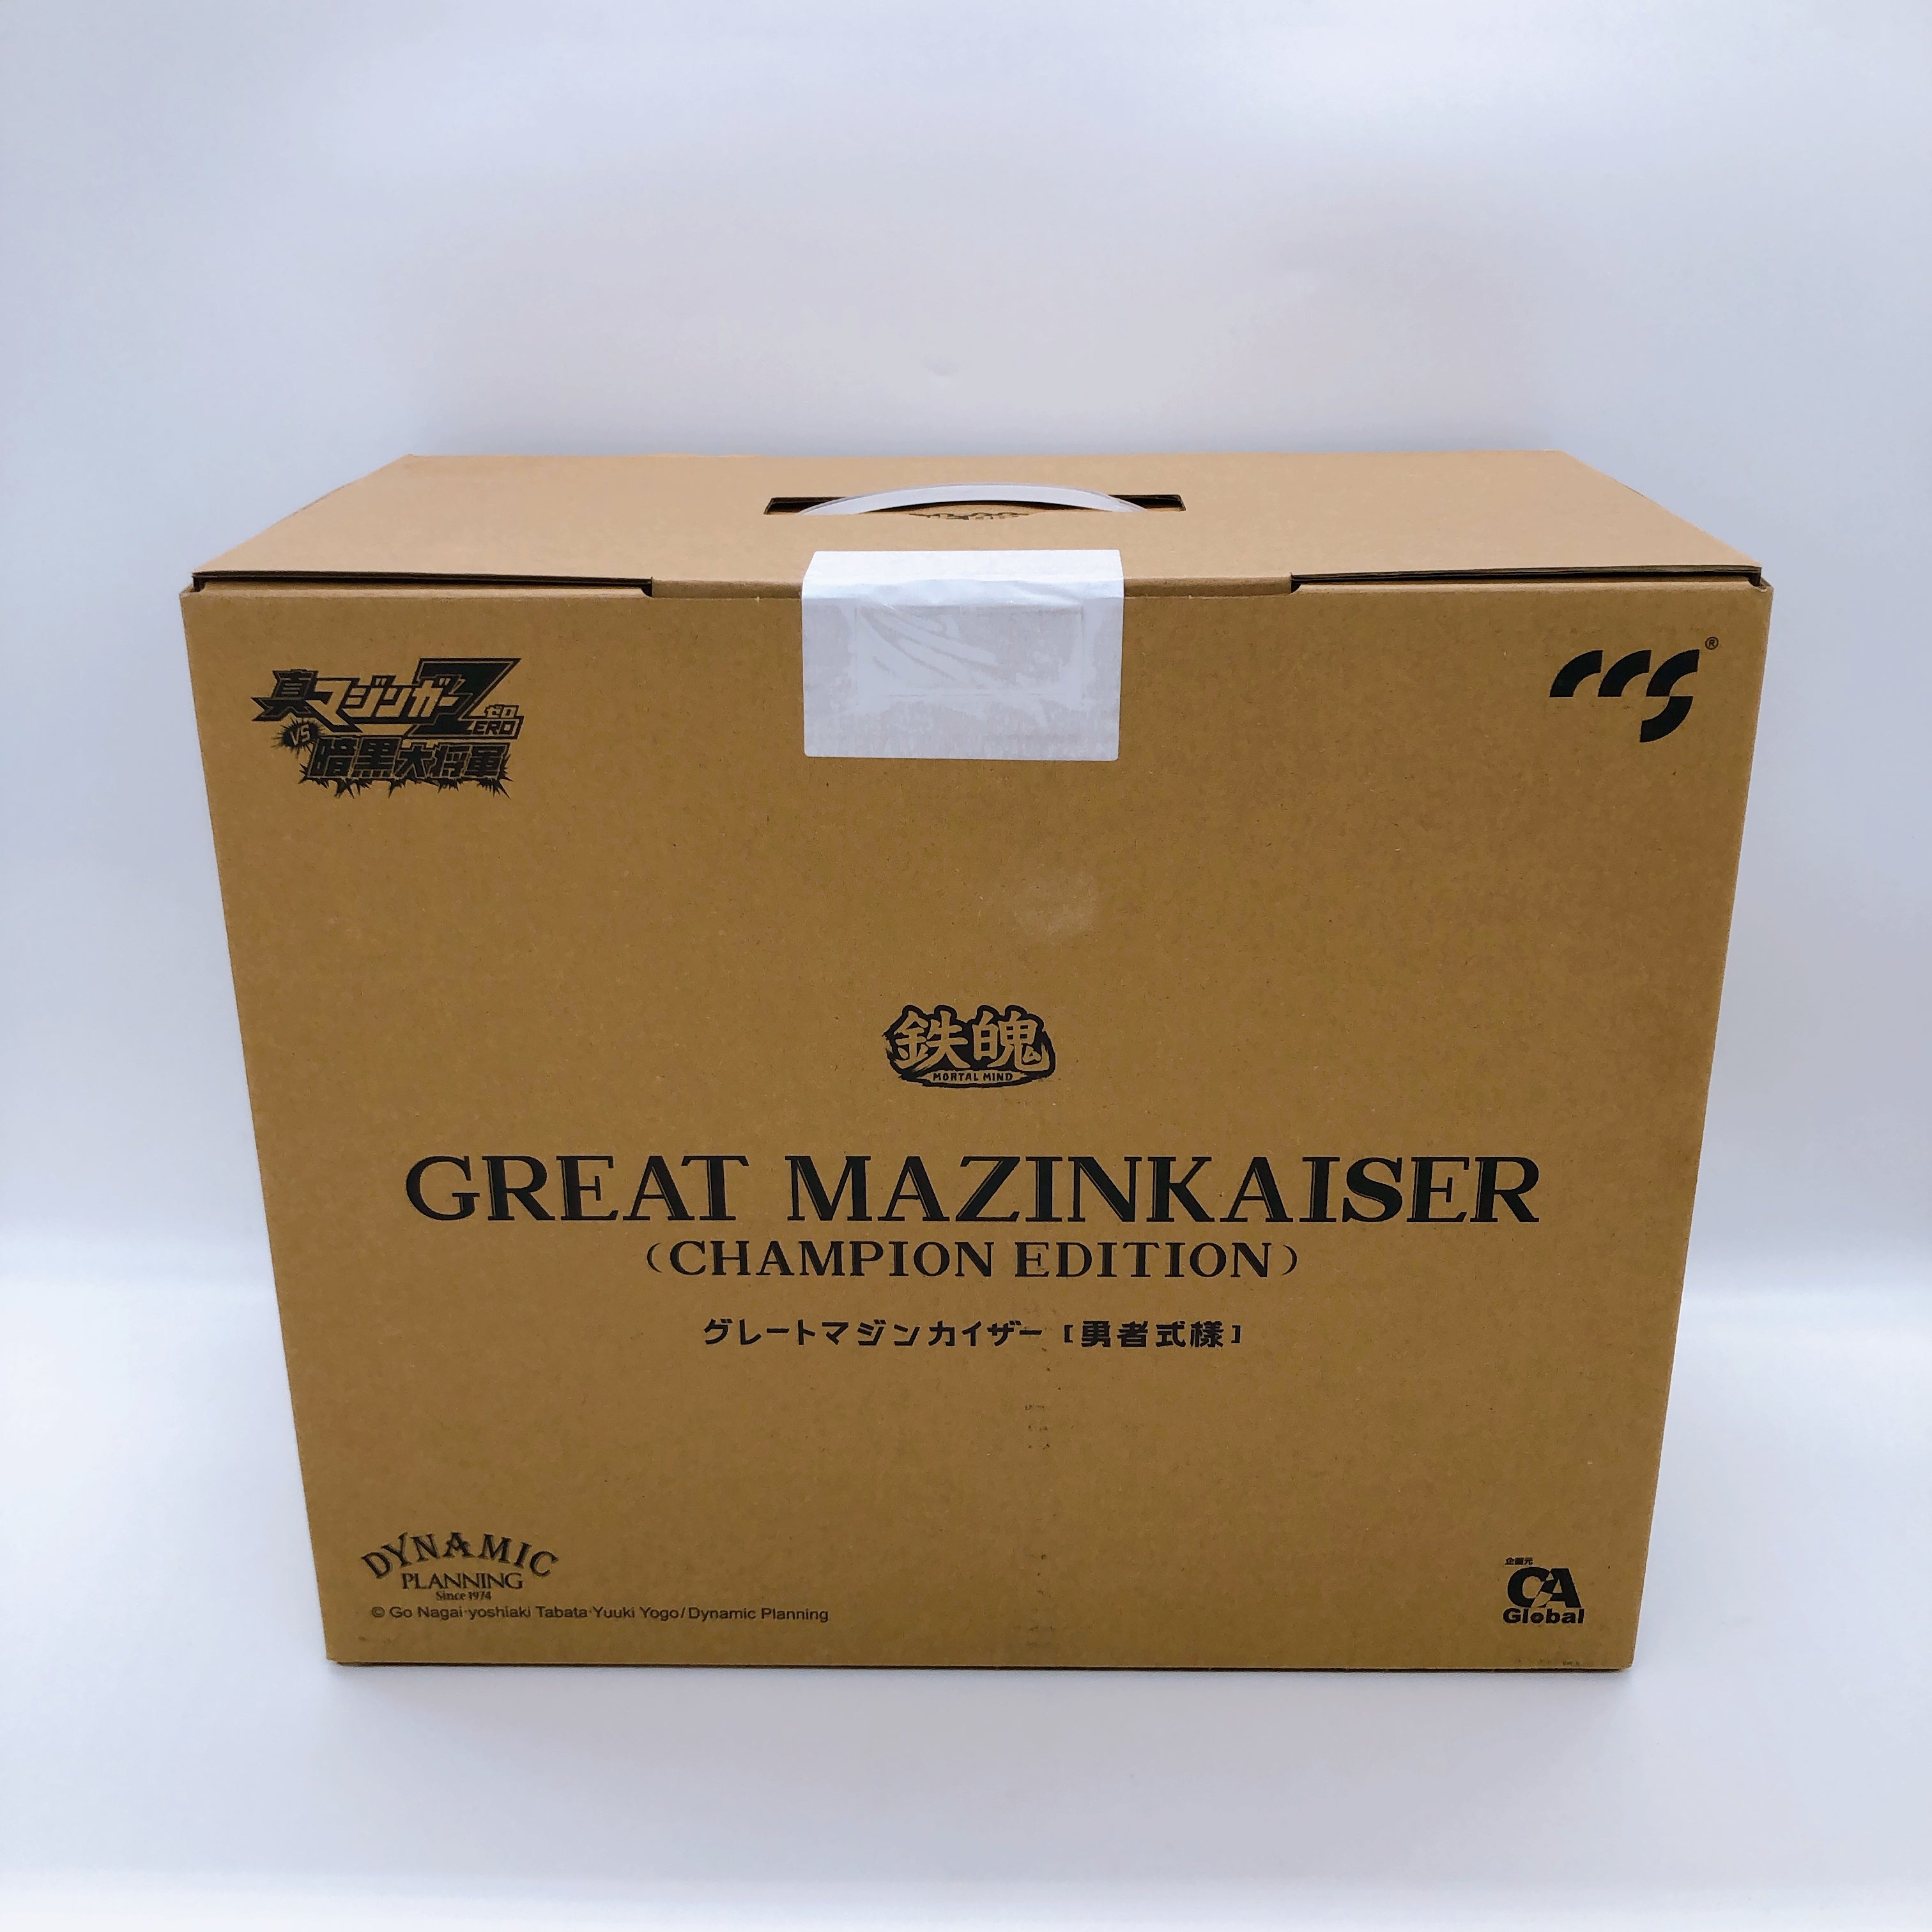 真マジンガーZERO
ゼロ
VS
暗黒大将軍
ccs®
鉄魄
MORTAL MIND
GREAT MAZINKAISER
(CHAMPION EDITION)
グレートマジンカイザー [勇者式様]
DYNAMIC
PLANNING
Since 1974
© Go Nagai·yoshiaki Tabata·Yuuki Yogo/Dynamic Planning
企画元
CA
Global